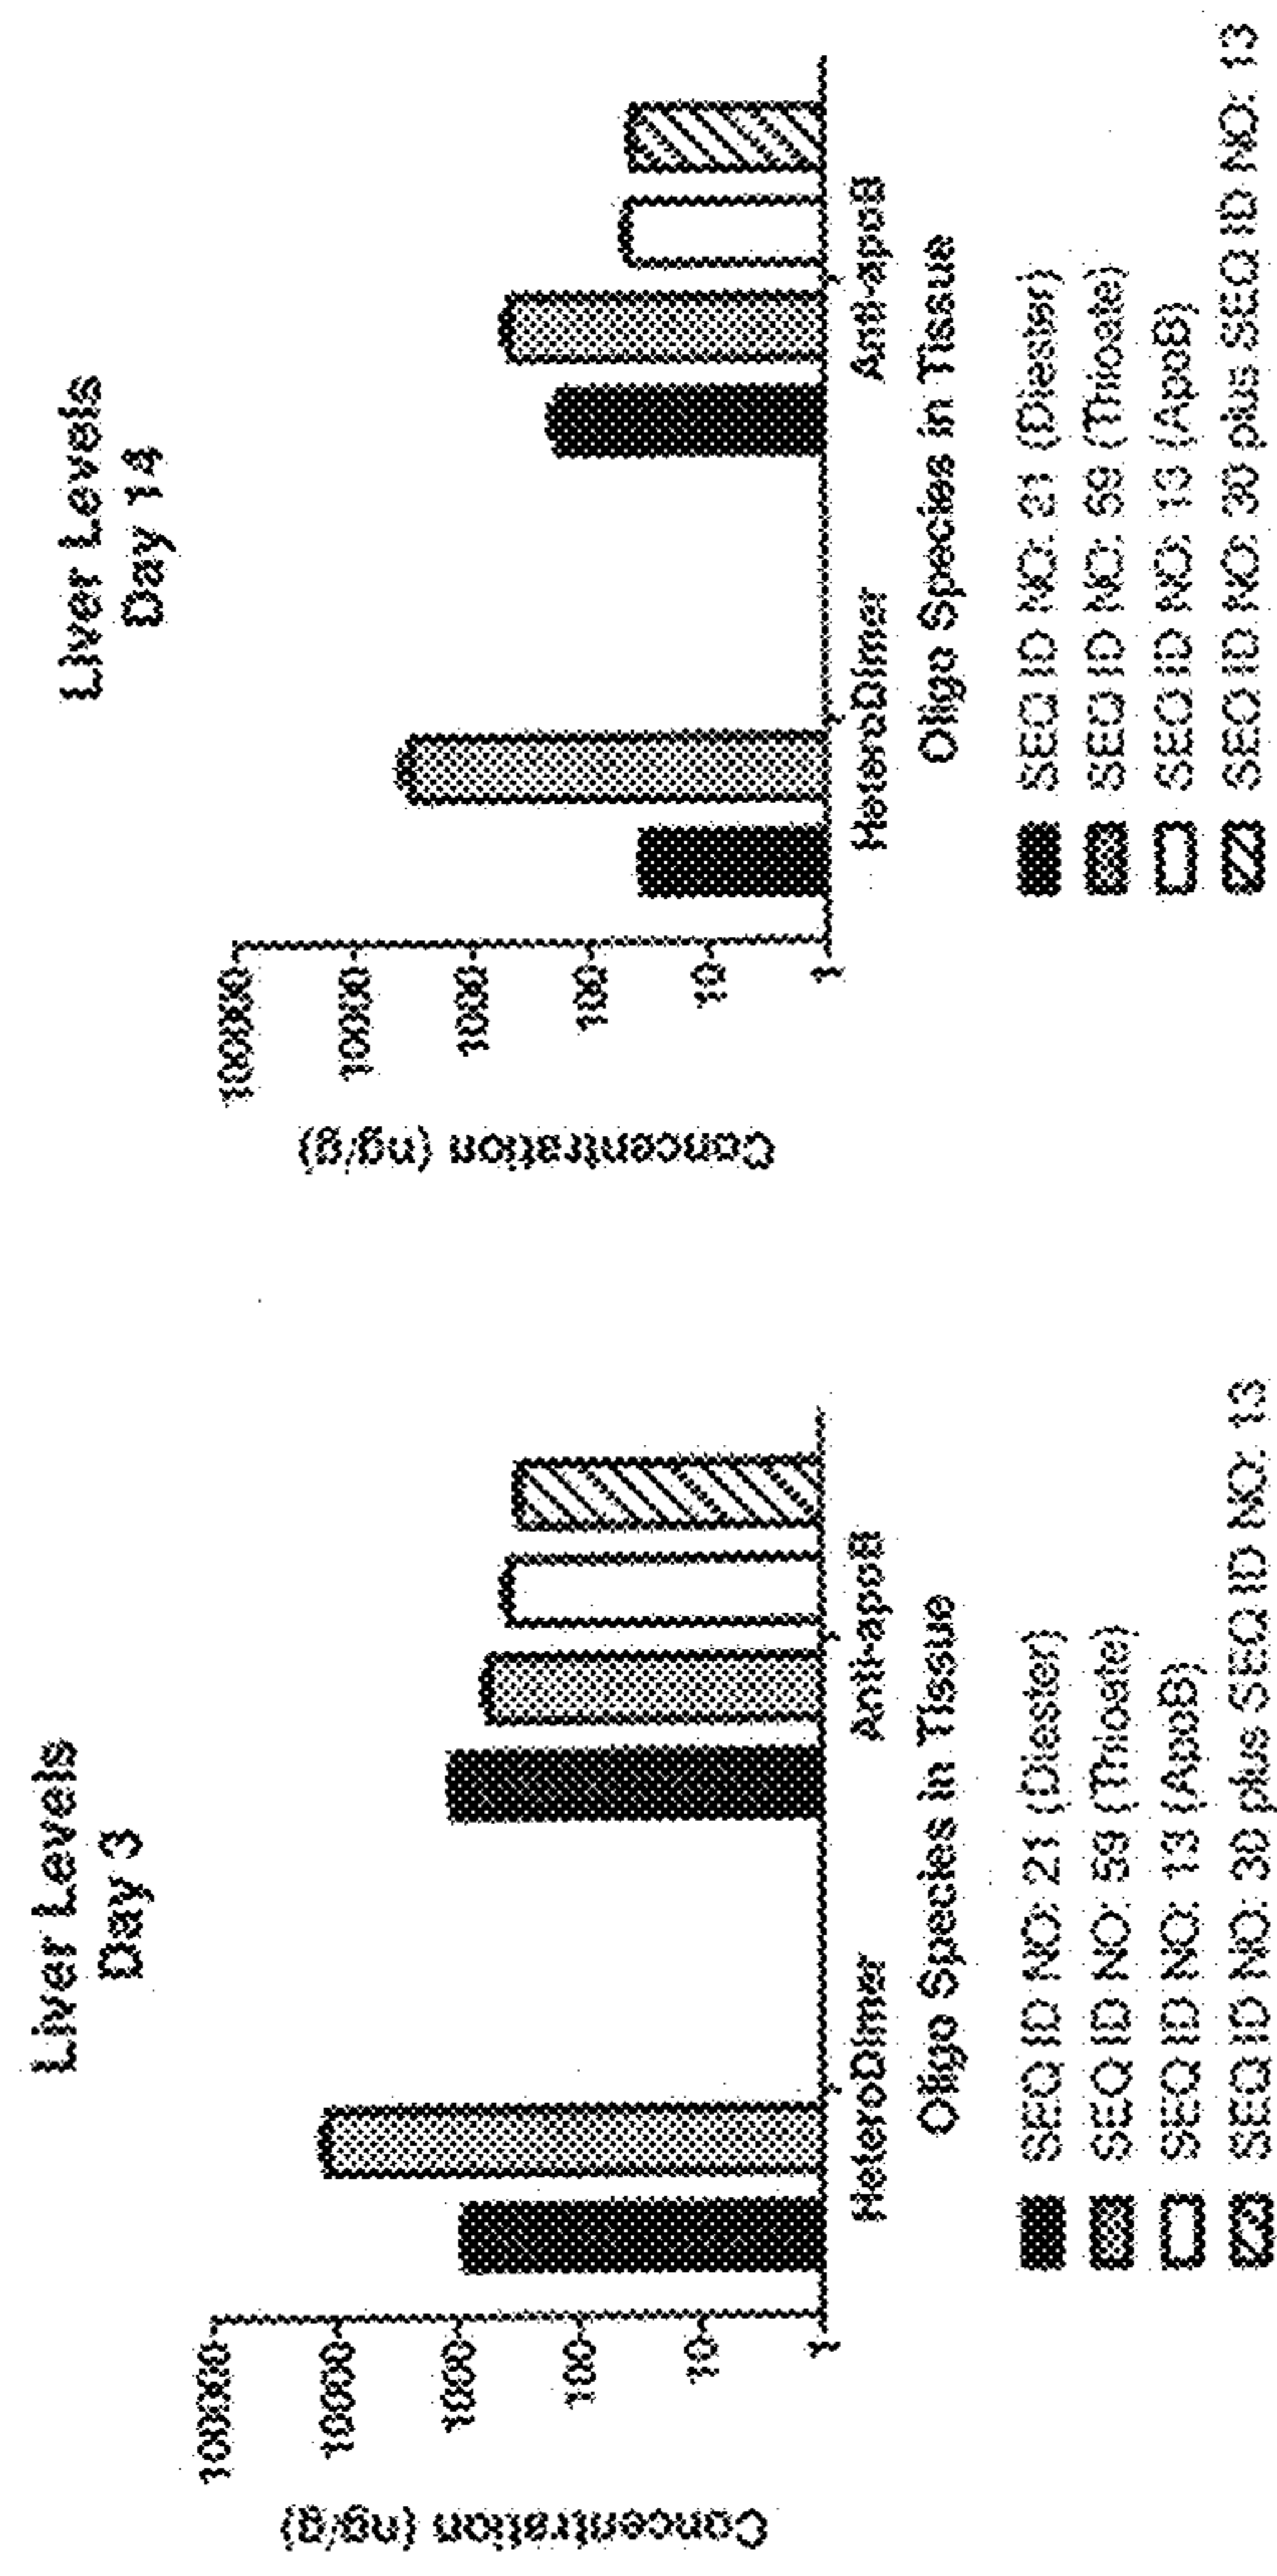 Liver Levels
Day 3
Concentration (ng/g)
100000
10000
1000
100
10
1
HeteroDimer
Anti-apoB
Oligo Species in Tissue
SEQ ID NO: 21 (Diester)
SEQ ID NO: 59 (Thioate)
SEQ ID NO: 13 (ApoB)
SEQ ID NO: 30 plus SEQ ID NO: 13
Liver Levels
Day 14
Concentration (ng/g)
100000
10000
1000
100
10
1
HeteroDimer
Anti-apoB
Oligo Species in Tissue
SEQ ID NO: 21 (Diester)
SEQ ID NO: 59 (Thioate)
SEQ ID NO: 13 (ApoB)
SEQ ID NO: 30 plus SEQ ID NO: 13